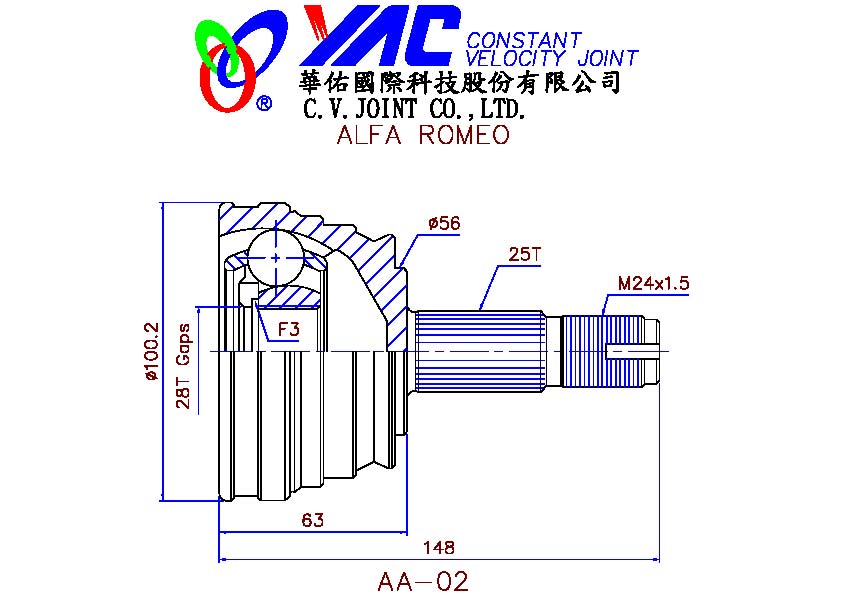 YAC CONSTANT
VELOCITY JOINT
®
華佑國際科技股份有限公司
C.V.JOINT CO.,LTD.
ALFA ROMEO
ø56
25T
M24x1.5
F3
ø100.2
28T Gaps
63
148
AA-02